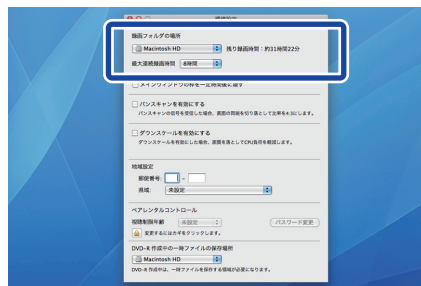 環境設定
録画フォルダの場所
Macintosh HD 残り録画時間：約31時間22分
最大連続録画時間 8時間
メインウィンドウの枠を一定時間後に隠す
パンスキャンを有効にする
パンスキャンの信号を受信した場合、画面の両端を切り落として比率を4:3にします。
ダウンスケールを有効にする
ダウンスケールを有効にした場合、画質を落としてCPU負荷を軽減します。
地域設定
郵便番号: -
県域: 未設定
ペアレンタルコントロール
視聴制限年齢 未設定 パスワード変更
変更するにはカギをクリックします。
DVD-R 作成中の一時ファイルの保存場所
Macintosh HD
DVD-R 作成中は、一時ファイルを保存する領域が必要になります。